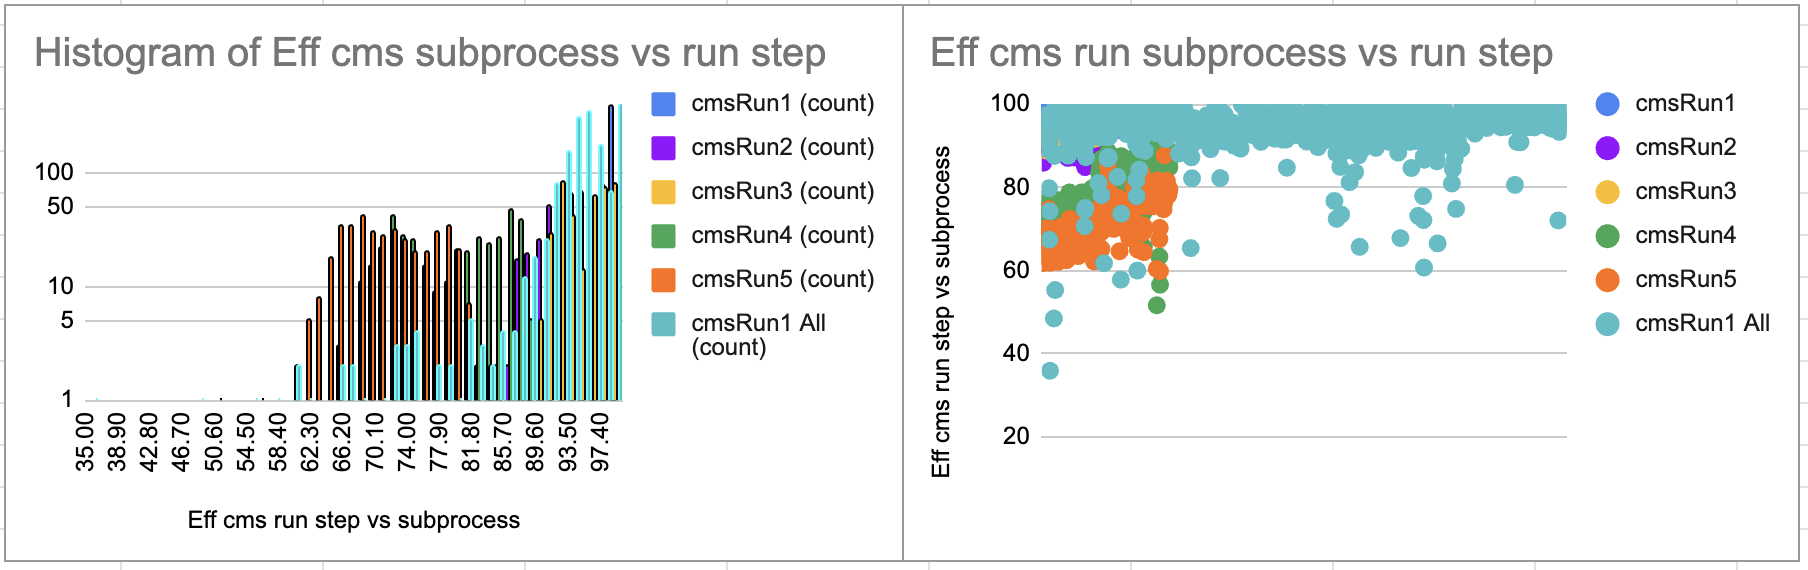 Histogram of Eff cms subprocess vs run step
cmsRun1 (count)
cmsRun2 (count)
cmsRun3 (count)
cmsRun4 (count)
cmsRun5 (count)
cmsRun1 All
(count)
100
50
10
5
1
35.00
38.90
42.80
46.70
50.60
54.50
58.40
62.30
66.20
70.10
74.00
77.90
81.80
85.70
89.60
93.50
97.40
Eff cms run step vs subprocess
Eff cms run subprocess vs run step
Eff cms run step vs subprocess
100
80
60
40
20
cmsRun1
cmsRun2
cmsRun3
cmsRun4
cmsRun5
cmsRun1 All